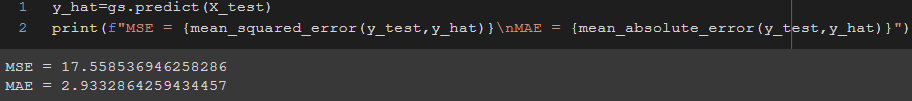 1 y_hat=gs.predict(X_test)
2 print(f"MSE = {mean_squared_error(y_test,y_hat)}\nMAE = {mean_absolute_error(y_test,y_hat)}")
MSE = 17.558536946258286
MAE = 2.9332864259434457